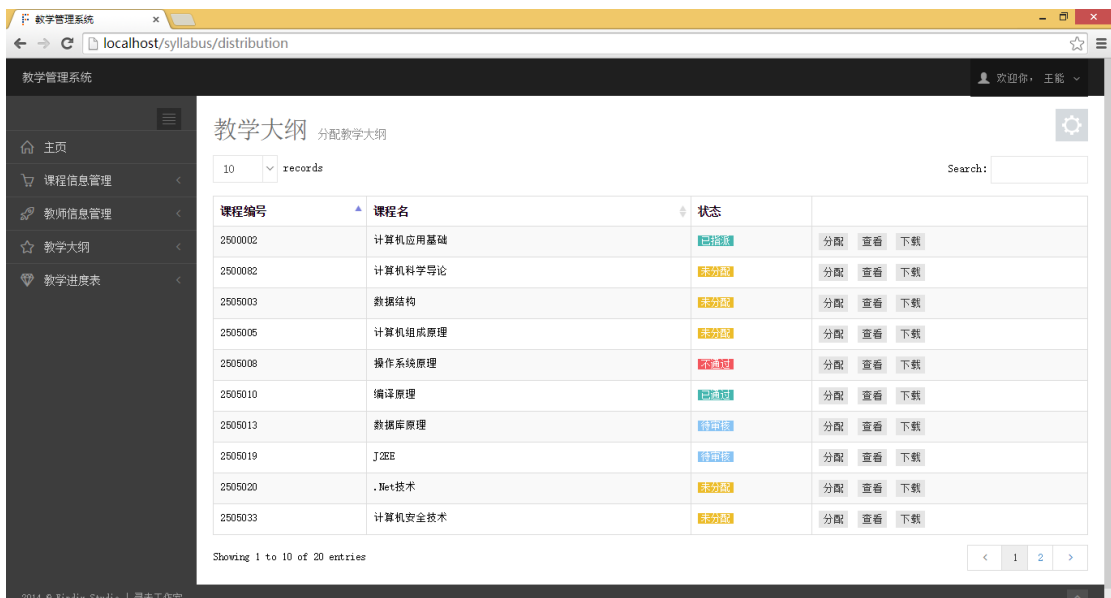 教学管理系统
localhost/syllabus/distribution
教学管理系统
欢迎你, 王能
主页
课程信息管理
教师信息管理
教学大纲
教学进度表
教学大纲 分配教学大纲
10 records Search:
课程编号 课程名 状态
2500002 计算机应用基础 已指派 分配 查看 下载
2500082 计算机科学导论 未分配 分配 查看 下载
2505003 数据结构 未分配 分配 查看 下载
2505005 计算机组成原理 未分配 分配 查看 下载
2505008 操作系统原理 不通过 分配 查看 下载
2505010 编译原理 已通过 分配 查看 下载
2505013 数据库原理 待审核 分配 查看 下载
2505019 J2EE 待审核 分配 查看 下载
2505020 .Net技术 未分配 分配 查看 下载
2505033 计算机安全技术 未分配 分配 查看 下载
Showing 1 to 10 of 20 entries
< 1 2 >
2014 ©